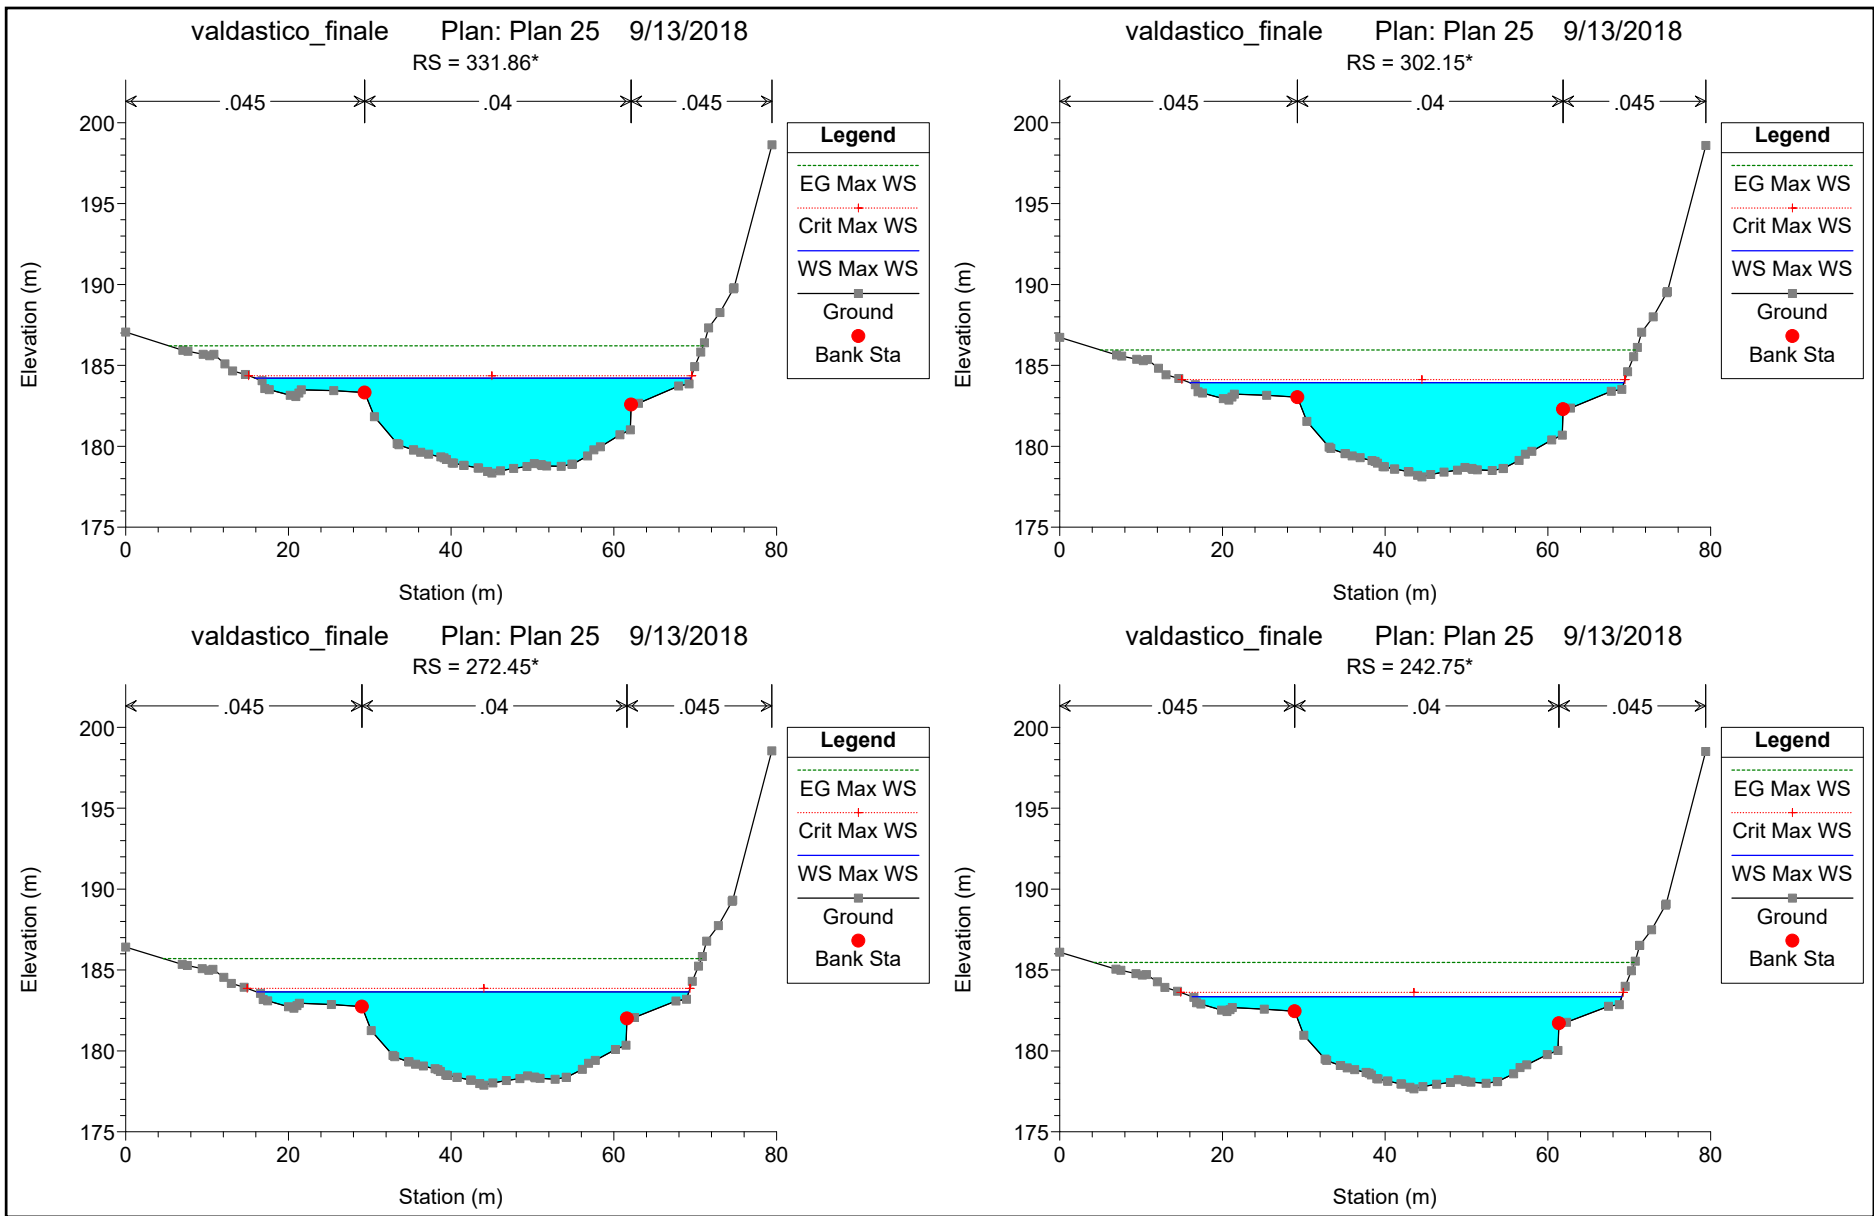 valdastico_finale Plan: Plan 25 9/13/2018
RS = 331.86*
.045 .04 .045
200
195
190
185
180
175
0 20 40 60 80
Elevation (m)
Station (m)
Legend
EG Max WS
Crit Max WS
WS Max WS
Ground
Bank Sta
valdastico_finale Plan: Plan 25 9/13/2018
RS = 302.15*
.045 .04 .045
200
195
190
185
180
175
0 20 40 60 80
Elevation (m)
Station (m)
Legend
EG Max WS
Crit Max WS
WS Max WS
Ground
Bank Sta
valdastico_finale Plan: Plan 25 9/13/2018
RS = 272.45*
.045 .04 .045
200
195
190
185
180
175
0 20 40 60 80
Elevation (m)
Station (m)
Legend
EG Max WS
Crit Max WS
WS Max WS
Ground
Bank Sta
valdastico_finale Plan: Plan 25 9/13/2018
RS = 242.75*
.045 .04 .045
200
195
190
185
180
175
0 20 40 60 80
Elevation (m)
Station (m)
Legend
EG Max WS
Crit Max WS
WS Max WS
Ground
Bank Sta